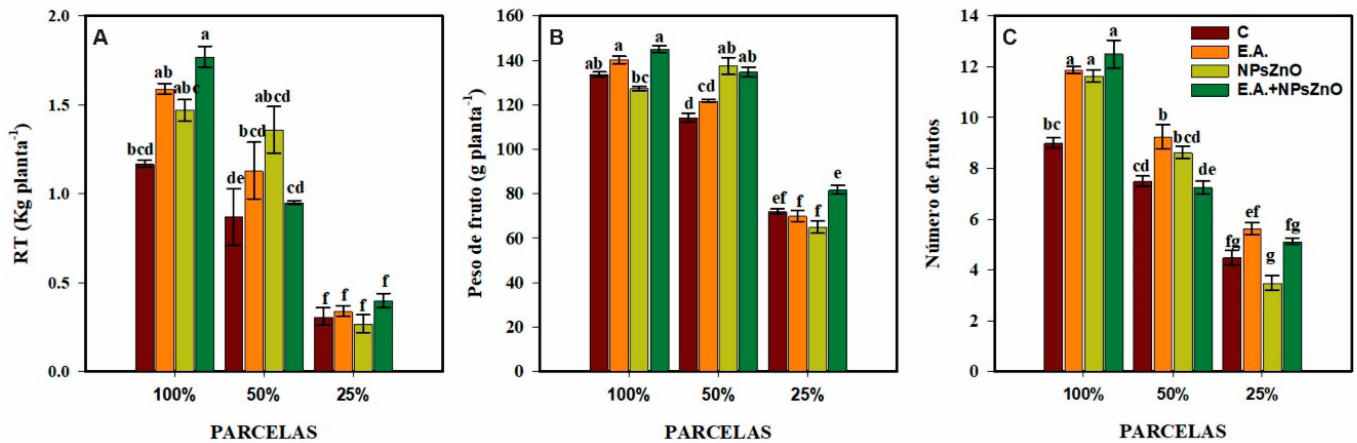 A
RT (Kg planta⁻¹)
2.0
1.5
1.0
0.5
0.0
bcd
ab
abc
a
de
bcd
abcd
cd
f
f
f
f
100%
50%
25%
PARCELAS
B
Peso de fruto (g planta⁻¹)
160
140
120
100
80
60
40
20
0
ab
a
bc
a
d
cd
ab
ab
ef
f
f
e
100%
50%
25%
PARCELAS
C
Número de frutos
14
12
10
8
6
4
2
0
bc
a
a
a
cd
b
bcd
de
fg
ef
g
fg
C
E.A.
NPsZnO
E.A.+NPsZnO
100%
50%
25%
PARCELAS